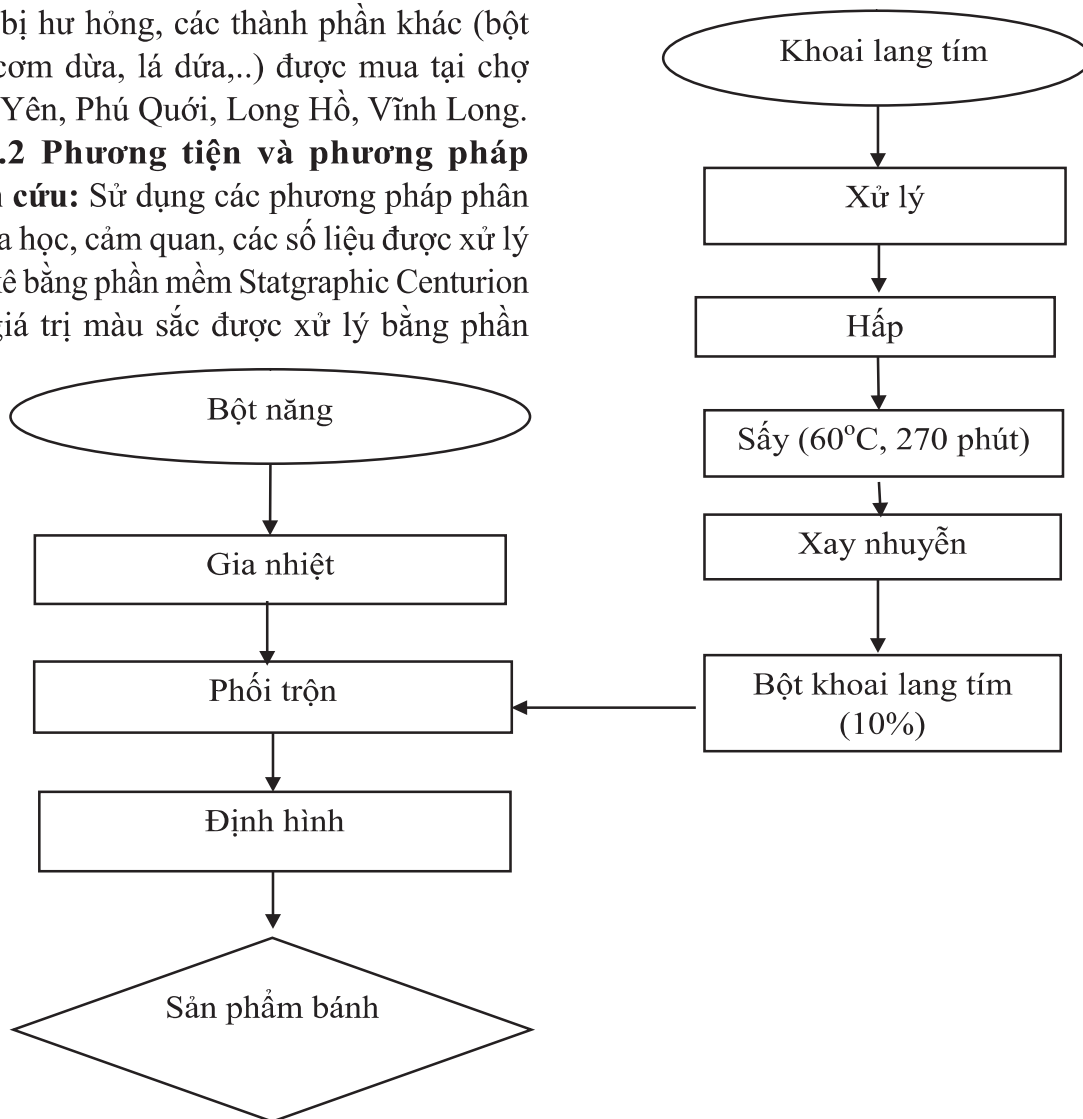 bị hư hỏng, các thành phần khác (bột
cơm dừa, lá dứa,..) được mua tại chợ
Yên, Phú Quới, Long Hồ, Vĩnh Long.
.2 Phương tiện và phương pháp
cứu: Sử dụng các phương pháp phân
a học, cảm quan, các số liệu được xử lý
kê bằng phần mềm Statgraphic Centurion
giá trị màu sắc được xử lý bằng phần
Bột năng
Gia nhiệt
Phối trộn
Định hình
Sản phẩm bánh
Khoai lang tím
Xử lý
Hấp
Sấy (60°C, 270 phút)
Xay nhuyễn
Bột khoai lang tím
(10%)